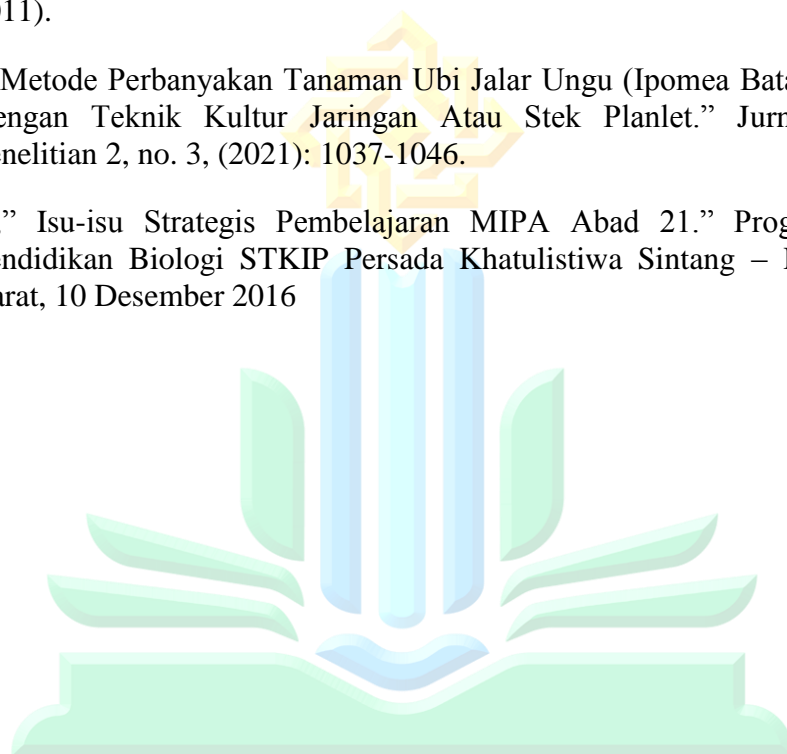 011).
Metode Perbanyakan Tanaman Ubi Jalar Ungu (Ipomea Bata
engan Teknik Kultur Jaringan Atau Stek Planlet.” Jurn
enelitian 2, no. 3, (2021): 1037-1046.
” Isu-isu Strategis Pembelajaran MIPA Abad 21.” Prog
endidikan Biologi STKIP Persada Khatulistiwa Sintang –
arat, 10 Desember 2016